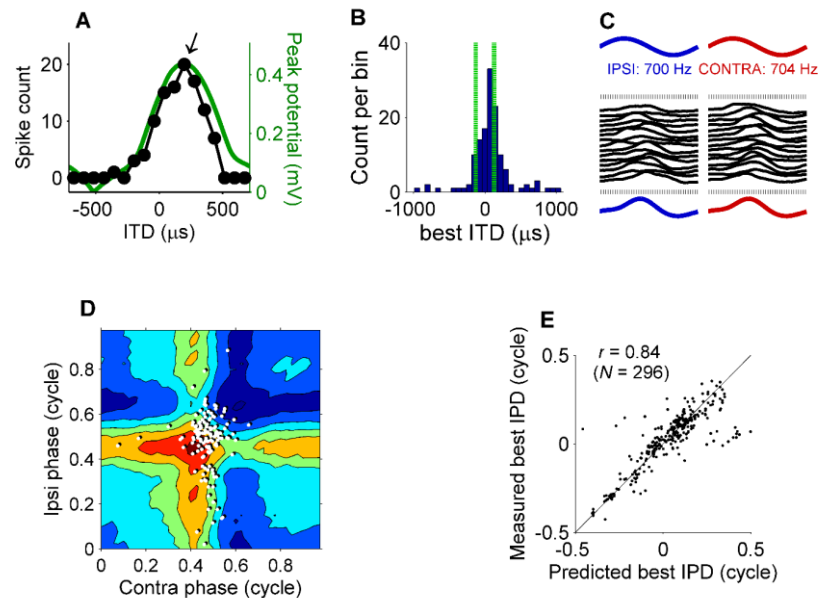 A
Spike count
20
10
0
-500
0
500
ITD (μs)
0.4
0.2
0
Peak potential (mV)
B
Count per bin
40
20
0
-1000
0
1000
best ITD (μs)
C
IPSI: 700 Hz
CONTRA: 704 Hz
D
Ipsi phase (cycle)
0.8
0.6
0.4
0.2
0
0
0.2
0.4
0.6
0.8
Contra phase (cycle)
E
Measured best IPD (cycle)
0.5
0
-0.5
r = 0.84
(N = 296)
-0.5
0
0.5
Predicted best IPD (cycle)